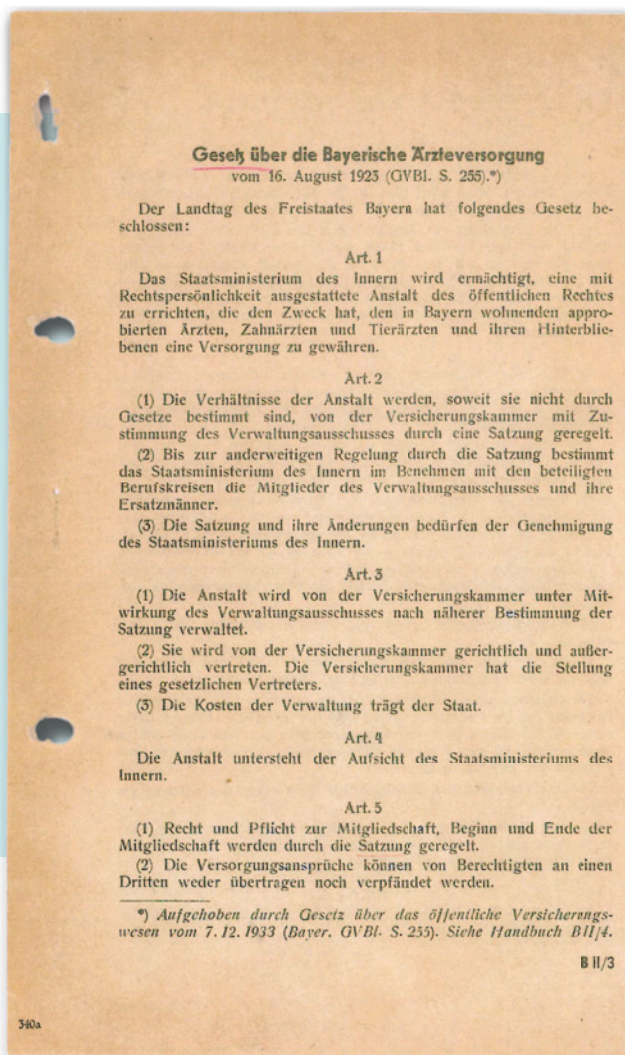 Gesetz über die Bayerische Ärzteversorgung
vom 16. August 1923 (GVBl. S. 255).*)
Der Landtag des Freistaates Bayern hat folgendes Gesetz be-
schlossen:
Art. 1
Das Staatsministerium des Innern wird ermächtigt, eine mit
Rechtspersönlichkeit ausgestattete Anstalt des öffentlichen Rechtes
zu errichten, die den Zweck hat, den in Bayern wohnenden appro-
bierten Ärzten, Zahnärzten und Tierärzten und ihren Hinterblie-
benen eine Versorgung zu gewähren.
Art. 2
(1) Die Verhältnisse der Anstalt werden, soweit sie nicht durch
Gesetze bestimmt sind, von der Versicherungskammer mit Zu-
stimmung des Verwaltungsausschusses durch eine Satzung geregelt.
(2) Bis zur anderweitigen Regelung durch die Satzung bestimmt
das Staatsministerium des Innern im Benehmen mit den beteiligten
Berufskreisen die Mitglieder des Verwaltungsausschusses und ihre
Ersatzmänner.
(3) Die Satzung und ihre Änderungen bedürfen der Genehmigung
des Staatsministeriums des Innern.
Art. 3
(1) Die Anstalt wird von der Versicherungskammer unter Mit-
wirkung des Verwaltungsausschusses nach näherer Bestimmung der
Satzung verwaltet.
(2) Sie wird von der Versicherungskammer gerichtlich und außer-
gerichtlich vertreten. Die Versicherungskammer hat die Stellung
eines gesetzlichen Vertreters.
(3) Die Kosten der Verwaltung trägt der Staat.
Art. 4
Die Anstalt untersteht der Aufsicht des Staatsministeriums des
Innern.
Art. 5
(1) Recht und Pflicht zur Mitgliedschaft, Beginn und Ende der
Mitgliedschaft werden durch die Satzung geregelt.
(2) Die Versorgungsansprüche können von Berechtigten an einen
Dritten weder übertragen noch verpfändet werden.
*) Aufgehoben durch Gesetz über das öffentliche Versicherungs-
wesen vom 7. 12. 1933 (Bayer. GVBl. S. 255). Siehe Handbuch BII/4.
B II/3
340a